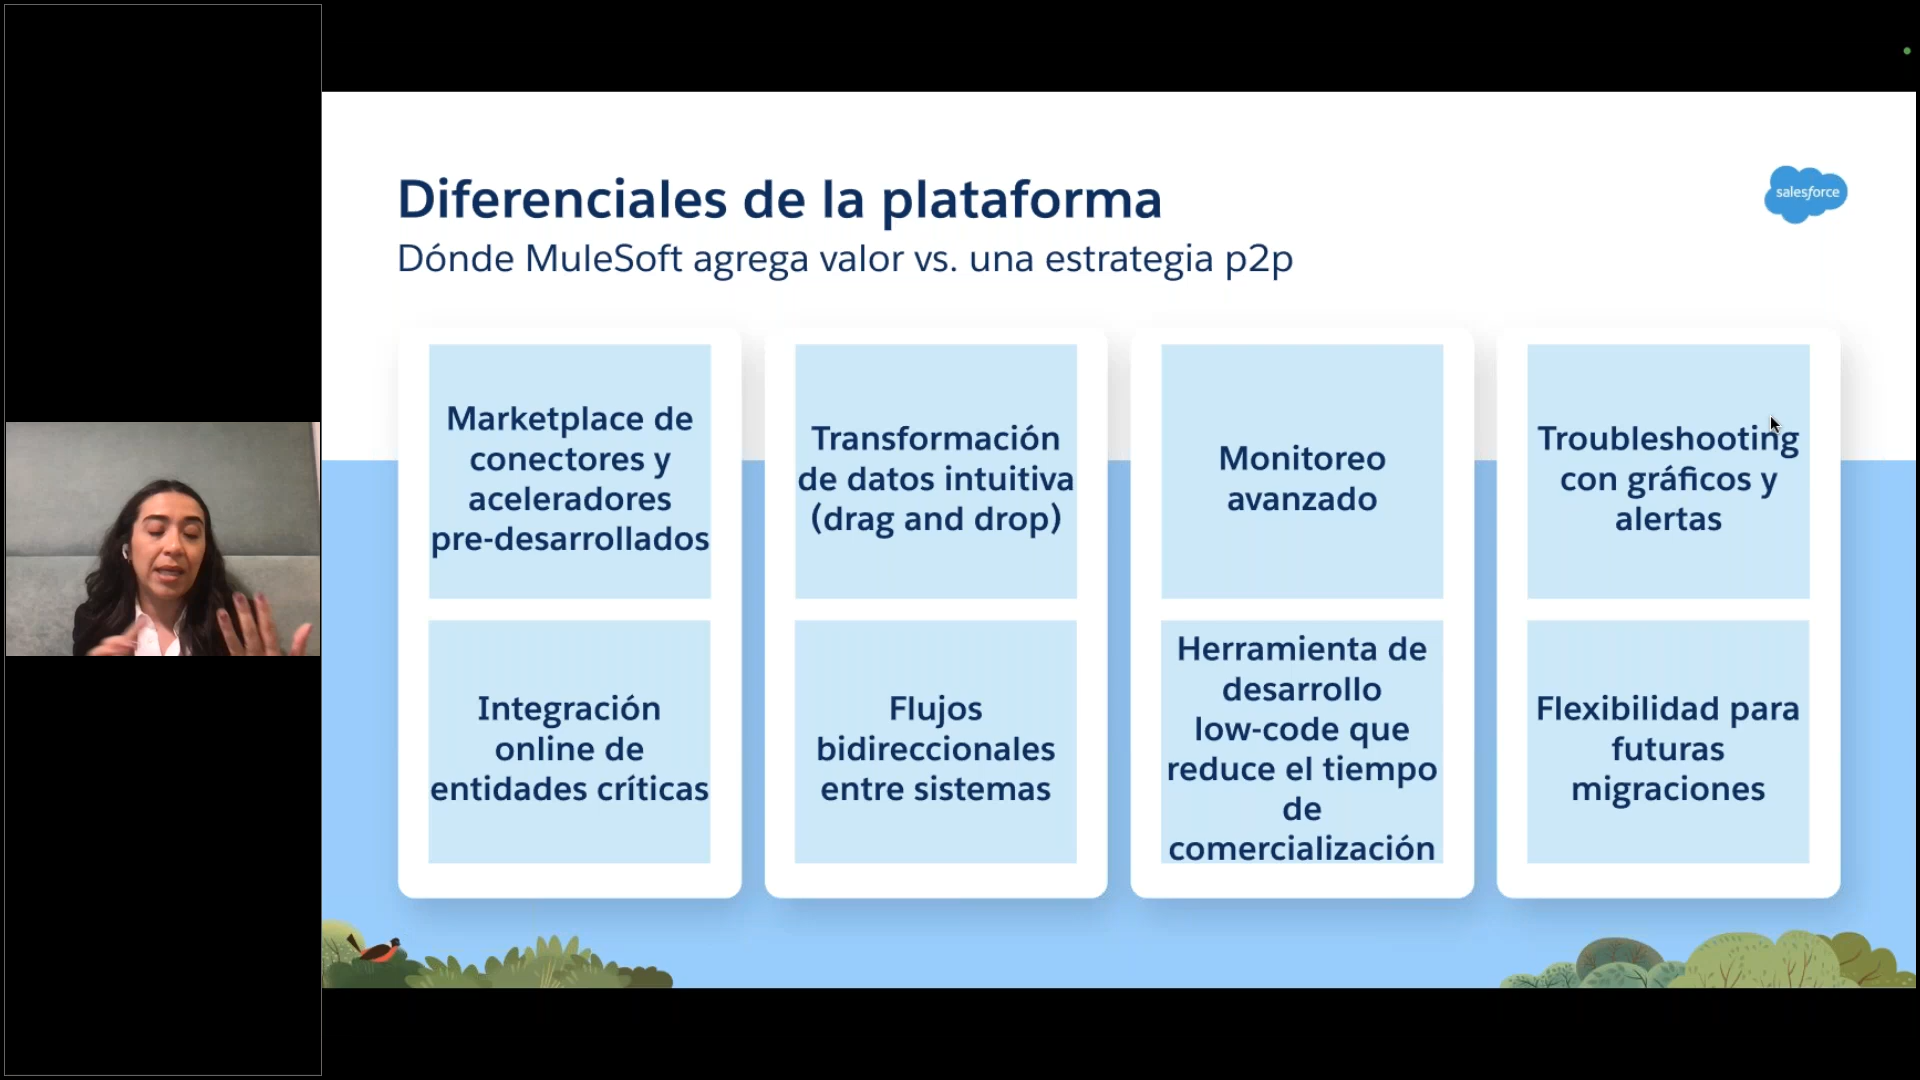 Diferenciales de la plataforma
Dónde MuleSoft agrega valor vs. una estrategia p2p
salesforce
Marketplace de
conectores y
aceleradores
pre-desarrollados
Transformación
de datos intuitiva
(drag and drop)
Monitoreo
avanzado
Troubleshooting
con gráficos y
alertas
Integración
online de
entidades críticas
Flujos
bidireccionales
entre sistemas
Herramienta de
desarrollo
low-code que
reduce el tiempo
de
comercialización
Flexibilidad para
futuras
migraciones